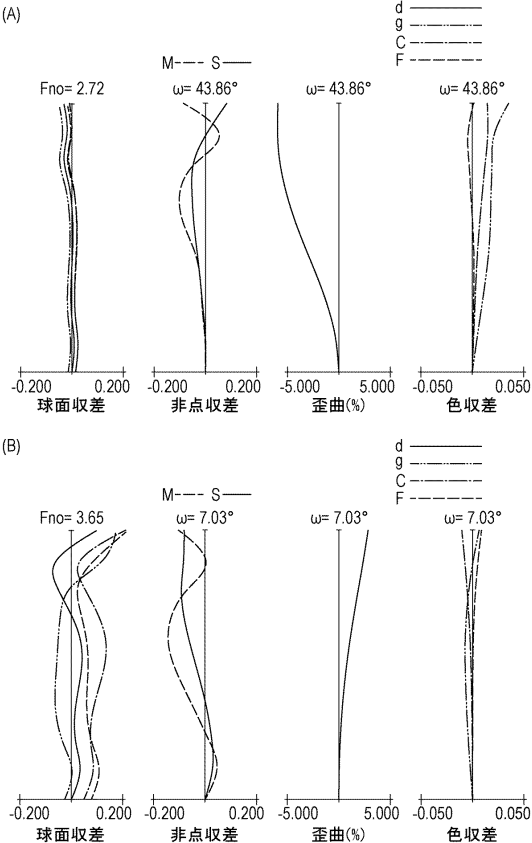 (A)
d
g
C
F
M S
Fno= 2.72
ω= 43.86°
ω= 43.86°
ω= 43.86°
-0.200 0.200
球面収差
-0.200 0.200
非点収差
-5.000 5.000
歪曲(%)
-0.050 0.050
色収差
(B)
d
g
C
F
M S
Fno= 3.65
ω= 7.03°
ω= 7.03°
ω= 7.03°
-0.200 0.200
球面収差
-0.200 0.200
非点収差
-5.000 5.000
歪曲(%)
-0.050 0.050
色収差